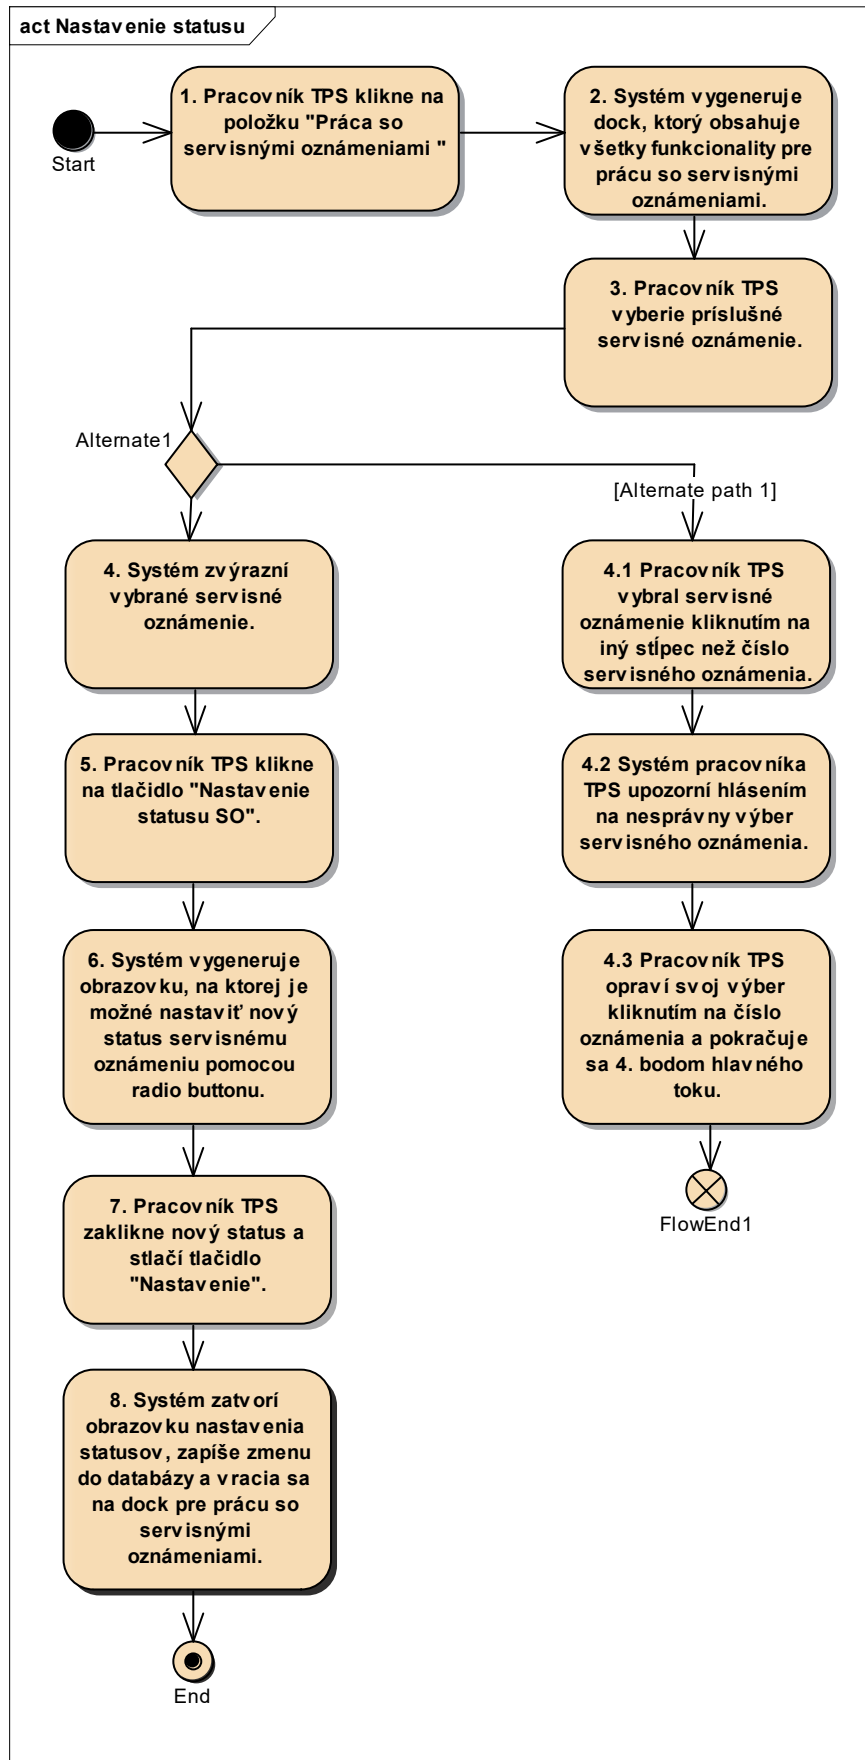 act Nastavenie statusu
Start
1. Pracovník TPS klikne na
položku "Práca so
servisnými oznámeniami "
2. Systém vygeneruje
dock, ktorý obsahuje
všetky funkcionality pre
prácu so servisnými
oznámeniami.
3. Pracovník TPS
vyberie príslušné
servisné oznámenie.
Alternate1
[Alternate path 1]
4. Systém zvýrazní
vybrané servisné
oznámenie.
4.1 Pracovník TPS
vybral servisné
oznámenie kliknutím na
iný stĺpec než číslo
servisného oznámenia.
5. Pracovník TPS klikne
na tlačidlo "Nastavenie
statusu SO".
4.2 Systém pracovníka
TPS upozorní hlásením
na nesprávny výber
servisného oznámenia.
6. Systém vygeneruje
obrazovku, na ktorej je
možné nastaviť nový
status servisnému
oznámeniu pomocou
radio buttonu.
4.3 Pracovník TPS
opraví svoj výber
kliknutím na číslo
oznámenia a pokračuje
sa 4. bodom hlavného
toku.
FlowEnd1
7. Pracovník TPS
zaklikne nový status a
stlačí tlačidlo
"Nastavenie".
8. Systém zatvorí
obrazovku nastavenia
statusov, zapíše zmenu
do databázy a vracia sa
na dock pre prácu so
servisnými
oznámeniami.
End